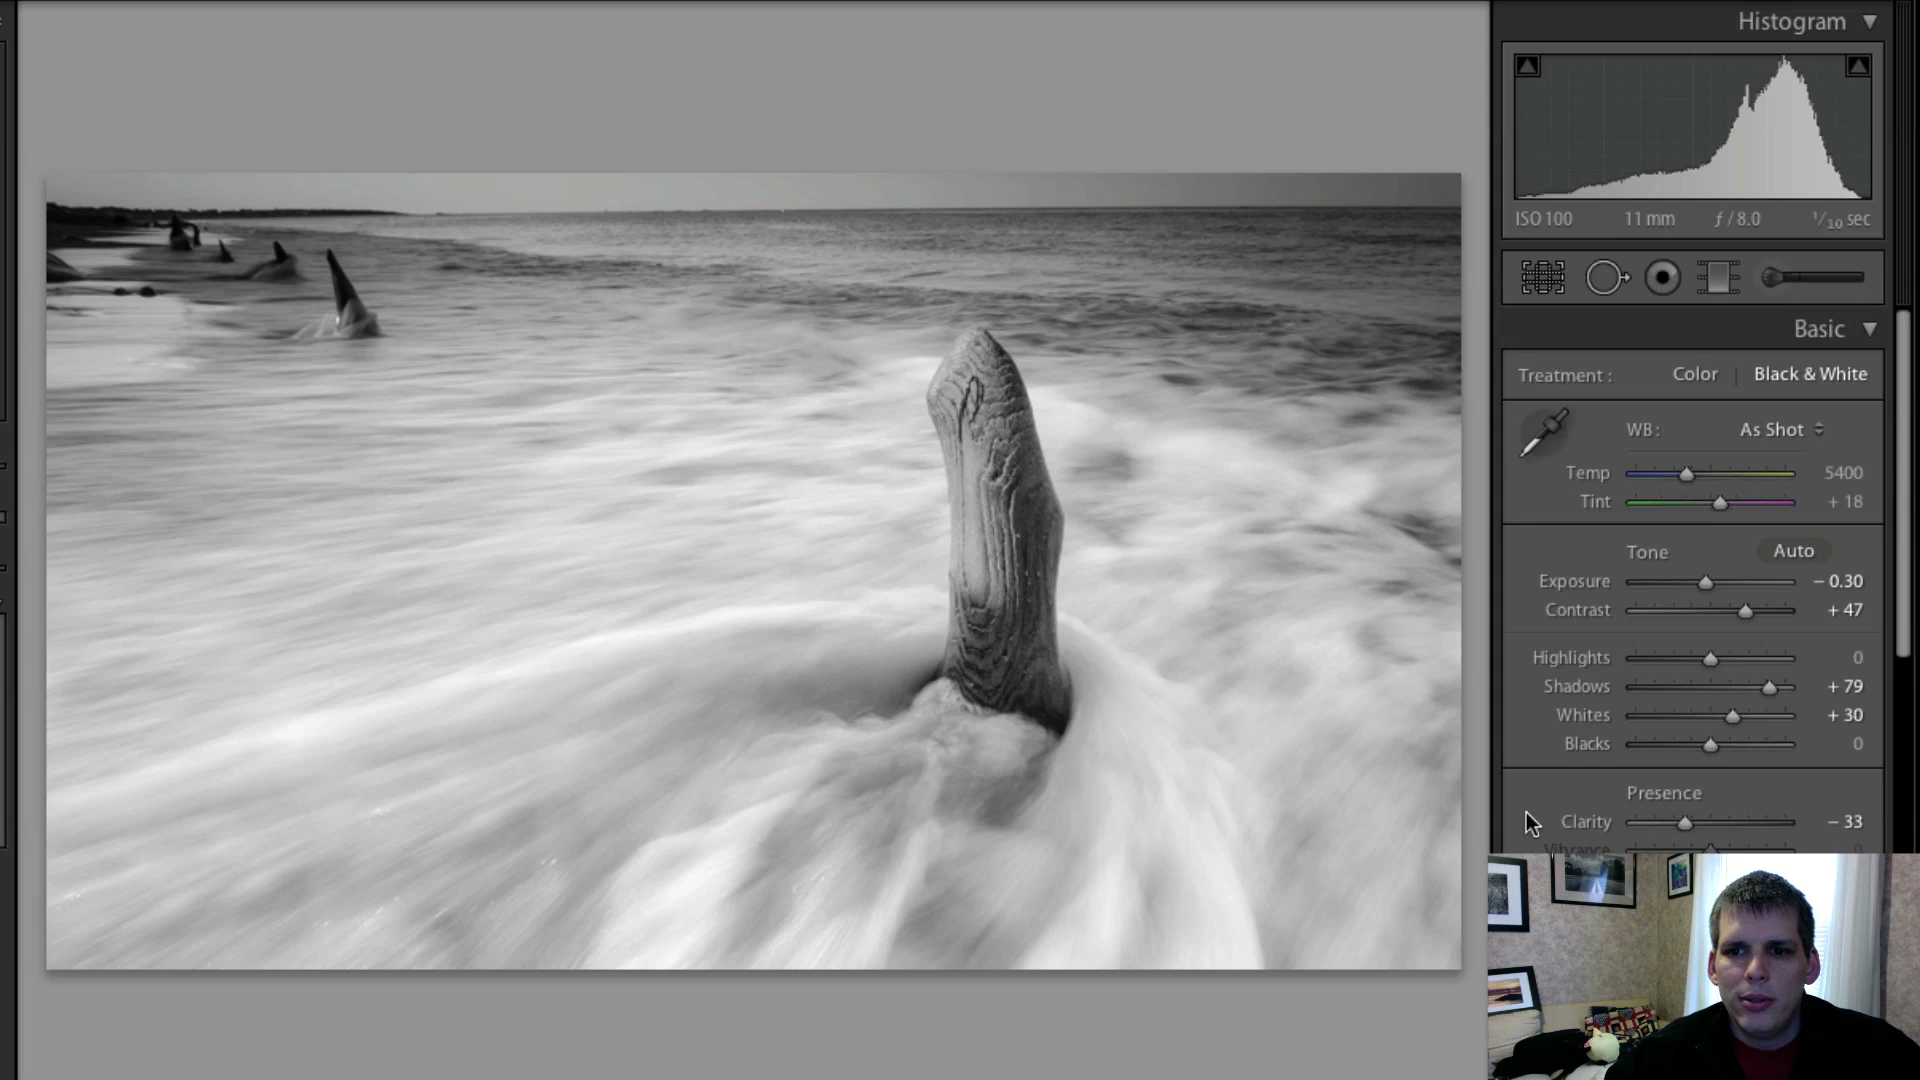 Histogram
ISO 100 11 mm ƒ / 8.0 1/10 sec
Basic
Treatment : Color | Black & White
WB : As Shot
Temp 5400
Tint + 18
Tone Auto
Exposure − 0.30
Contrast + 47
Highlights 0
Shadows + 79
Whites + 30
Blacks 0
Presence
Clarity − 33
Vibrance 0